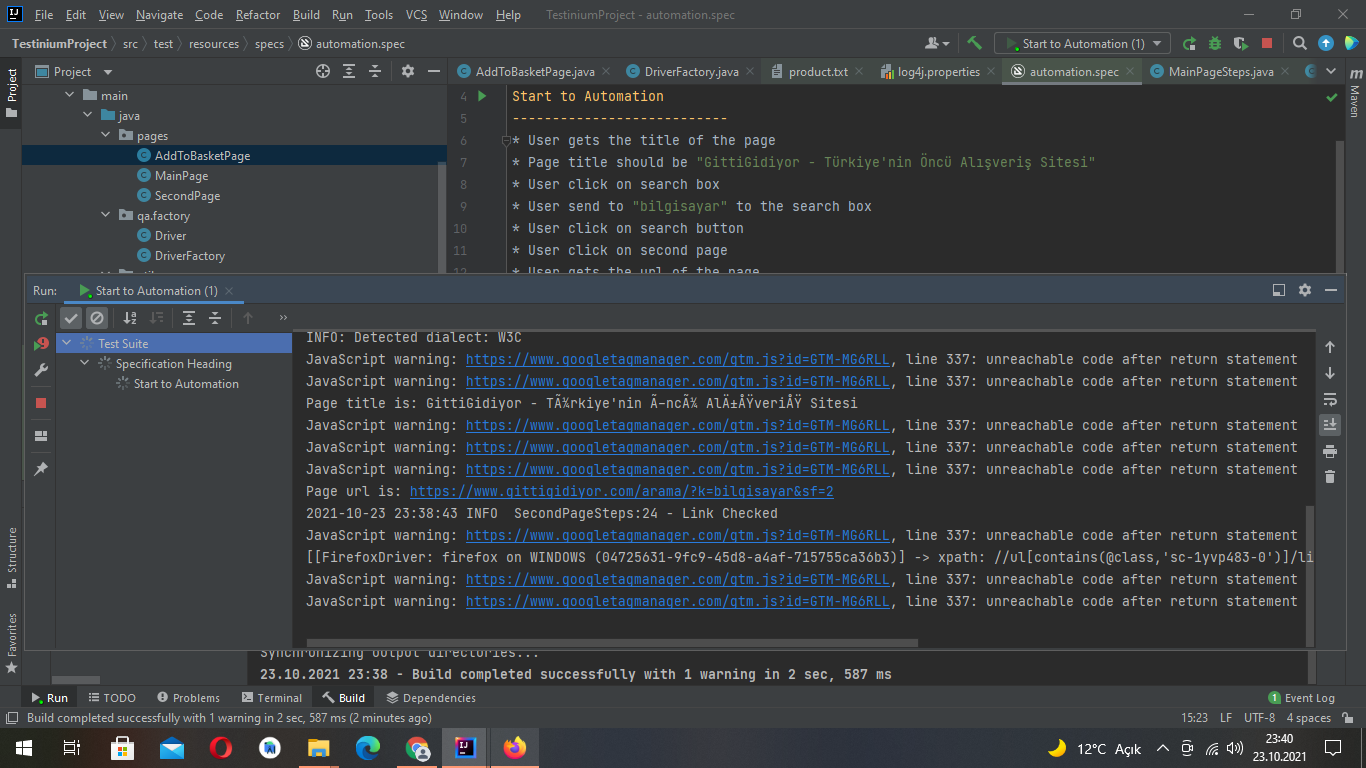 File Edit View Navigate Code Refactor Build Run Tools VCS Window Help TestiniumProject - automation.spec
TestiniumProject src test resources specs automation.spec Start to Automation (1)
Project
Project
AddToBasketPage.java DriverFactory.java product.txt log4j.properties automation.spec MainPageSteps.java
Maven
main
java
pages
AddToBasketPage
MainPage
SecondPage
qa.factory
Driver
DriverFactory
4 Start to Automation
5 ---------------------------
6 * User gets the title of the page
7 * Page title should be "GittiGidiyor - Türkiye'nin Öncü Alışveriş Sitesi"
8 * User click on search box
9 * User send to "bilgisayar" to the search box
10 * User click on search button
11 * User click on second page
12 * User gets the url of the page
Run: Start to Automation (1)
Test Suite
Specification Heading
Start to Automation
INFO: Detected dialect: W3C
JavaScript warning: https://www.googletagmanager.com/gtm.js?id=GTM-MG6RLL, line 337: unreachable code after return statement
JavaScript warning: https://www.googletagmanager.com/gtm.js?id=GTM-MG6RLL, line 337: unreachable code after return statement
Page title is: GittiGidiyor - TÃ¼rkiye'nin Ã–ncÃ¼ AlÄ±ÅŸveriÅŸ Sitesi
JavaScript warning: https://www.googletagmanager.com/gtm.js?id=GTM-MG6RLL, line 337: unreachable code after return statement
JavaScript warning: https://www.googletagmanager.com/gtm.js?id=GTM-MG6RLL, line 337: unreachable code after return statement
JavaScript warning: https://www.googletagmanager.com/gtm.js?id=GTM-MG6RLL, line 337: unreachable code after return statement
Page url is: https://www.gittigidiyor.com/arama/?k=bilgisayar&sf=2
2021-10-23 23:38:43 INFO  SecondPageSteps:24 - Link Checked
JavaScript warning: https://www.googletagmanager.com/gtm.js?id=GTM-MG6RLL, line 337: unreachable code after return statement
[[FirefoxDriver: firefox on WINDOWS (04725631-9fc9-45d8-a4af-715755ca36b3)] -> xpath: //ul[contains(@class,'sc-1yvp483-0')]/li
JavaScript warning: https://www.googletagmanager.com/gtm.js?id=GTM-MG6RLL, line 337: unreachable code after return statement
JavaScript warning: https://www.googletagmanager.com/gtm.js?id=GTM-MG6RLL, line 337: unreachable code after return statement
Structure
Favorites
Synchronizing output directories...
23.10.2021 23:38 - Build completed successfully with 1 warning in 2 sec, 587 ms
Run TODO Problems Terminal Build Dependencies 1 Event Log
Build completed successfully with 1 warning in 2 sec, 587 ms (2 minutes ago) 15:23 LF UTF-8 4 spaces
12°C Açık 23:40
23.10.2021